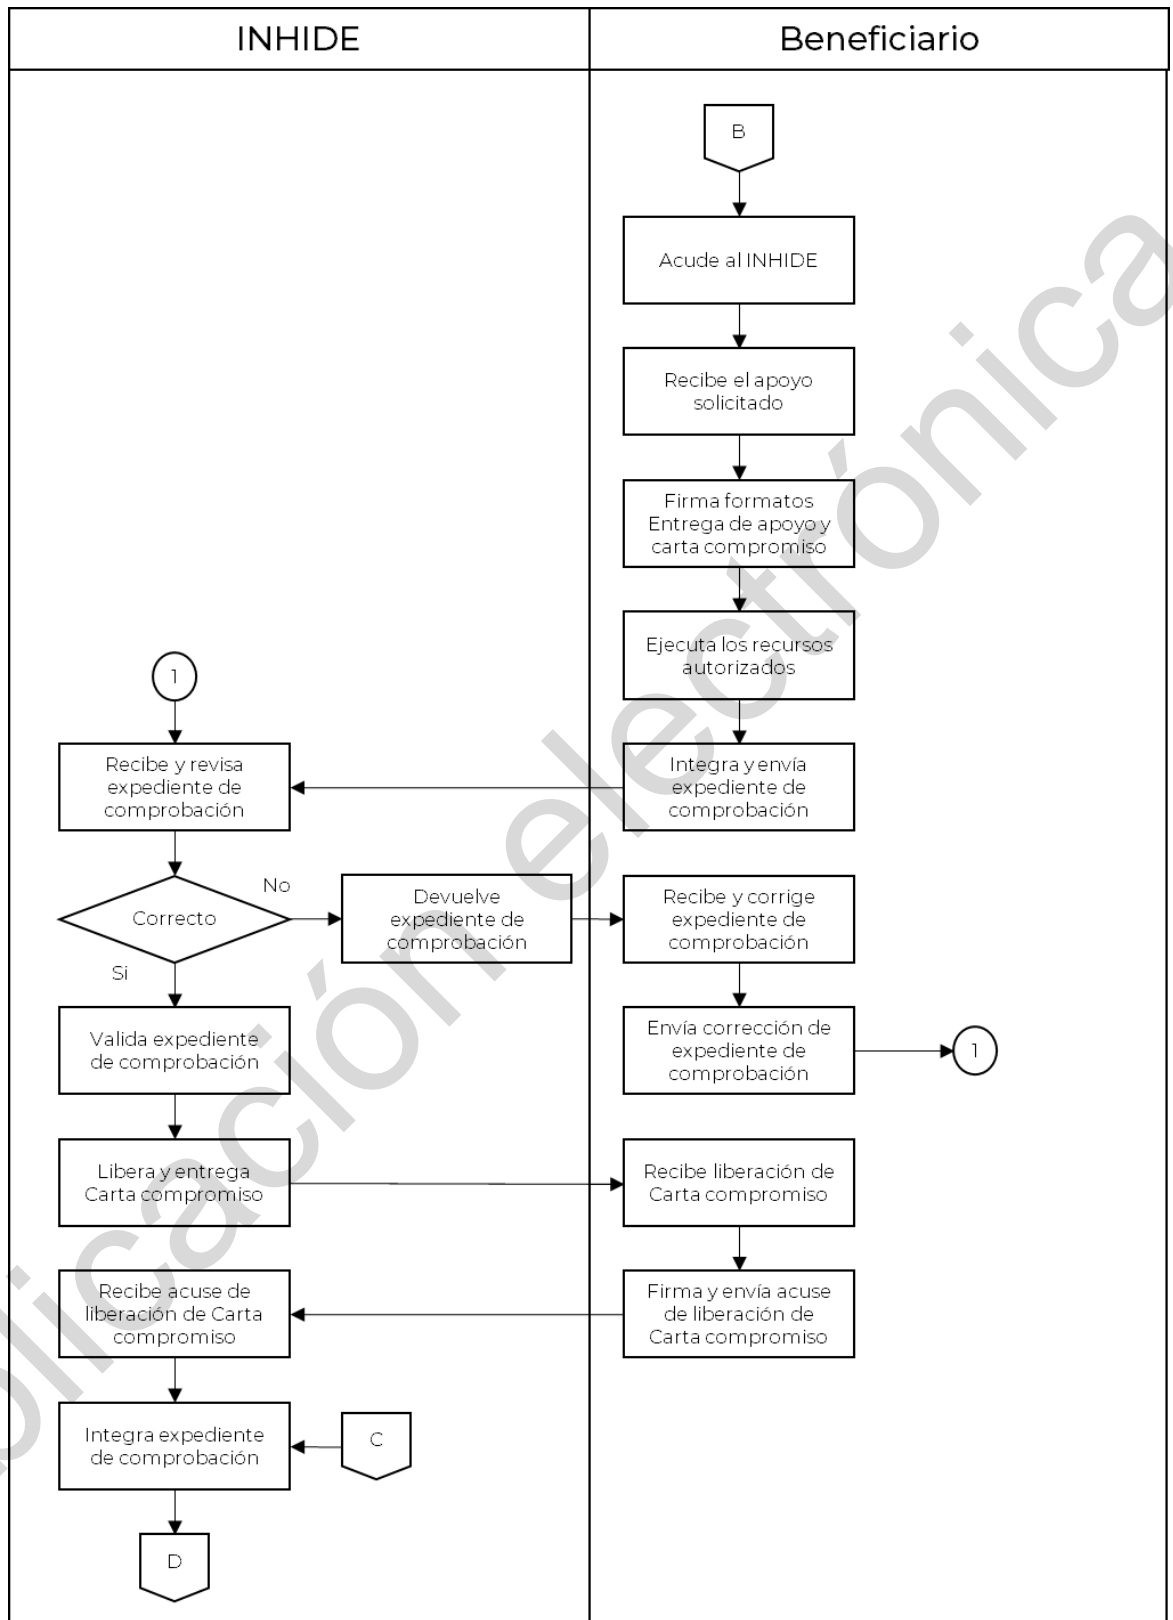 INHIDE
Beneficiario
B
Acude al INHIDE
Recibe el apoyo
solicitado
Firma formatos
Entrega de apoyo y
carta compromiso
Ejecuta los recursos
autorizados
1
Recibe y revisa
expediente de
comprobación
Integra y envía
expediente de
comprobación
Correcto
No
Si
Devuelve
expediente de
comprobación
Recibe y corrige
expediente de
comprobación
Valida expediente
de comprobación
Envía corrección de
expediente de
comprobación
1
Libera y entrega
Carta compromiso
Recibe liberación de
Carta compromiso
Recibe acuse de
liberación de Carta
compromiso
Firma y envía acuse
de liberación de
Carta compromiso
Integra expediente
de comprobación
C
D
blicación electrónica